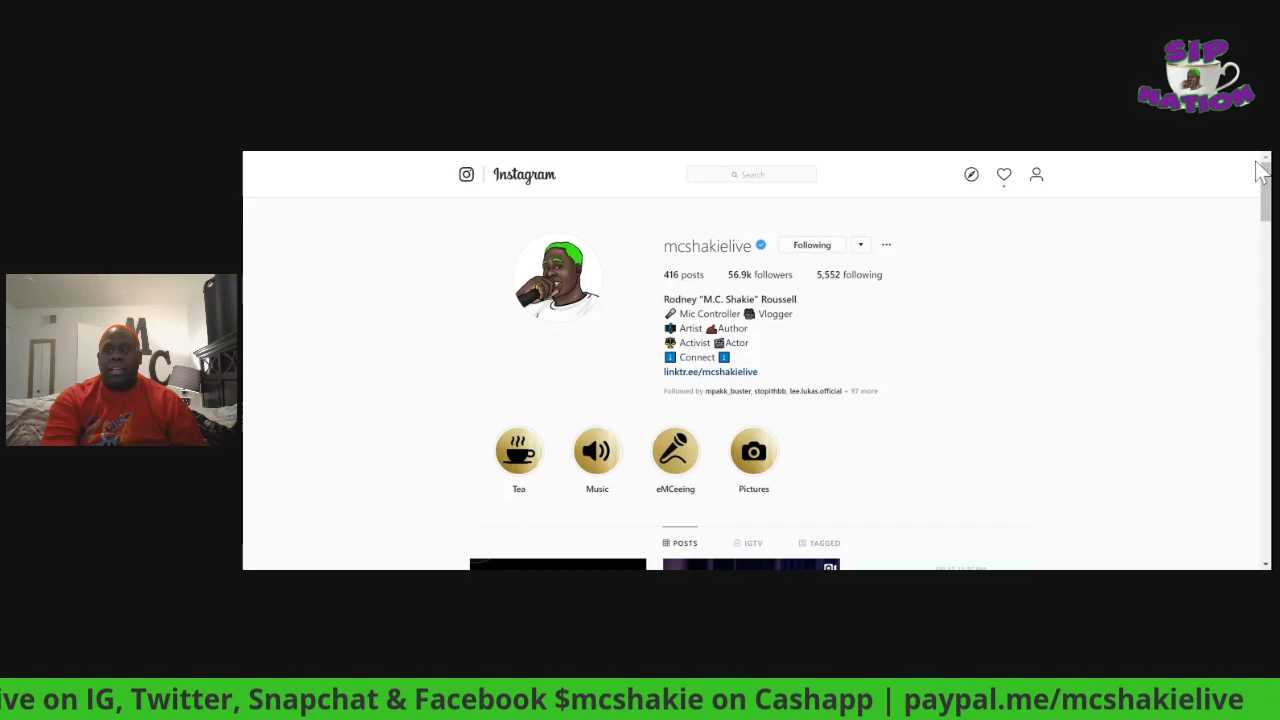 SIP
NATION
Instagram
Search
mcshakielive
Following
416 posts 56.9k followers 5,552 following
Rodney "M.C. Shakie" Roussell
Mic Controller Vlogger
Artist Author
Activist Actor
Connect
linktr.ee/mcshakielive
Followed by mpakk_buster, stopithbb, lee.lukas.official + 97 more
M
C
Tea Music eMCeeing Pictures
POSTS IGTV TAGGED
ive on IG, Twitter, Snapchat & Facebook $mcshakie on Cashapp | paypal.me/mcshakielive